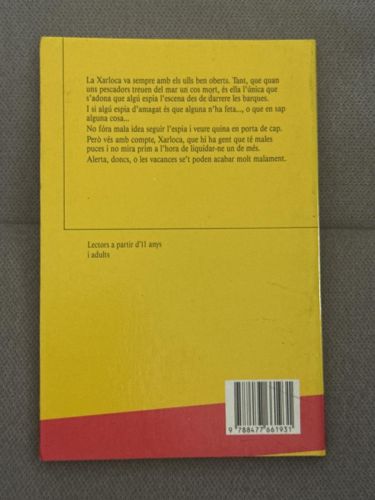 La Xarloca va sempre amb els ulls ben oberts. Tant, que quan
uns pescadors treuen del mar un cos mort, és ella l'única que
s'adona que algú espia l'escena des de darrere les barques.
I si algú espia d'amagat és que alguna n'ha feta..., o que en sap
alguna cosa...
No fóra mala idea seguir l'espia i veure quina en porta de cap.
Però vés amb compte, Xarloca, que hi ha gent que té males
puces i no mira prim a l'hora de liquidar-ne un de més.
Alerta, doncs, o les vacances se't poden acabar molt malament.
Lectors a partir d'11 anys
i adults
9 788477 661931